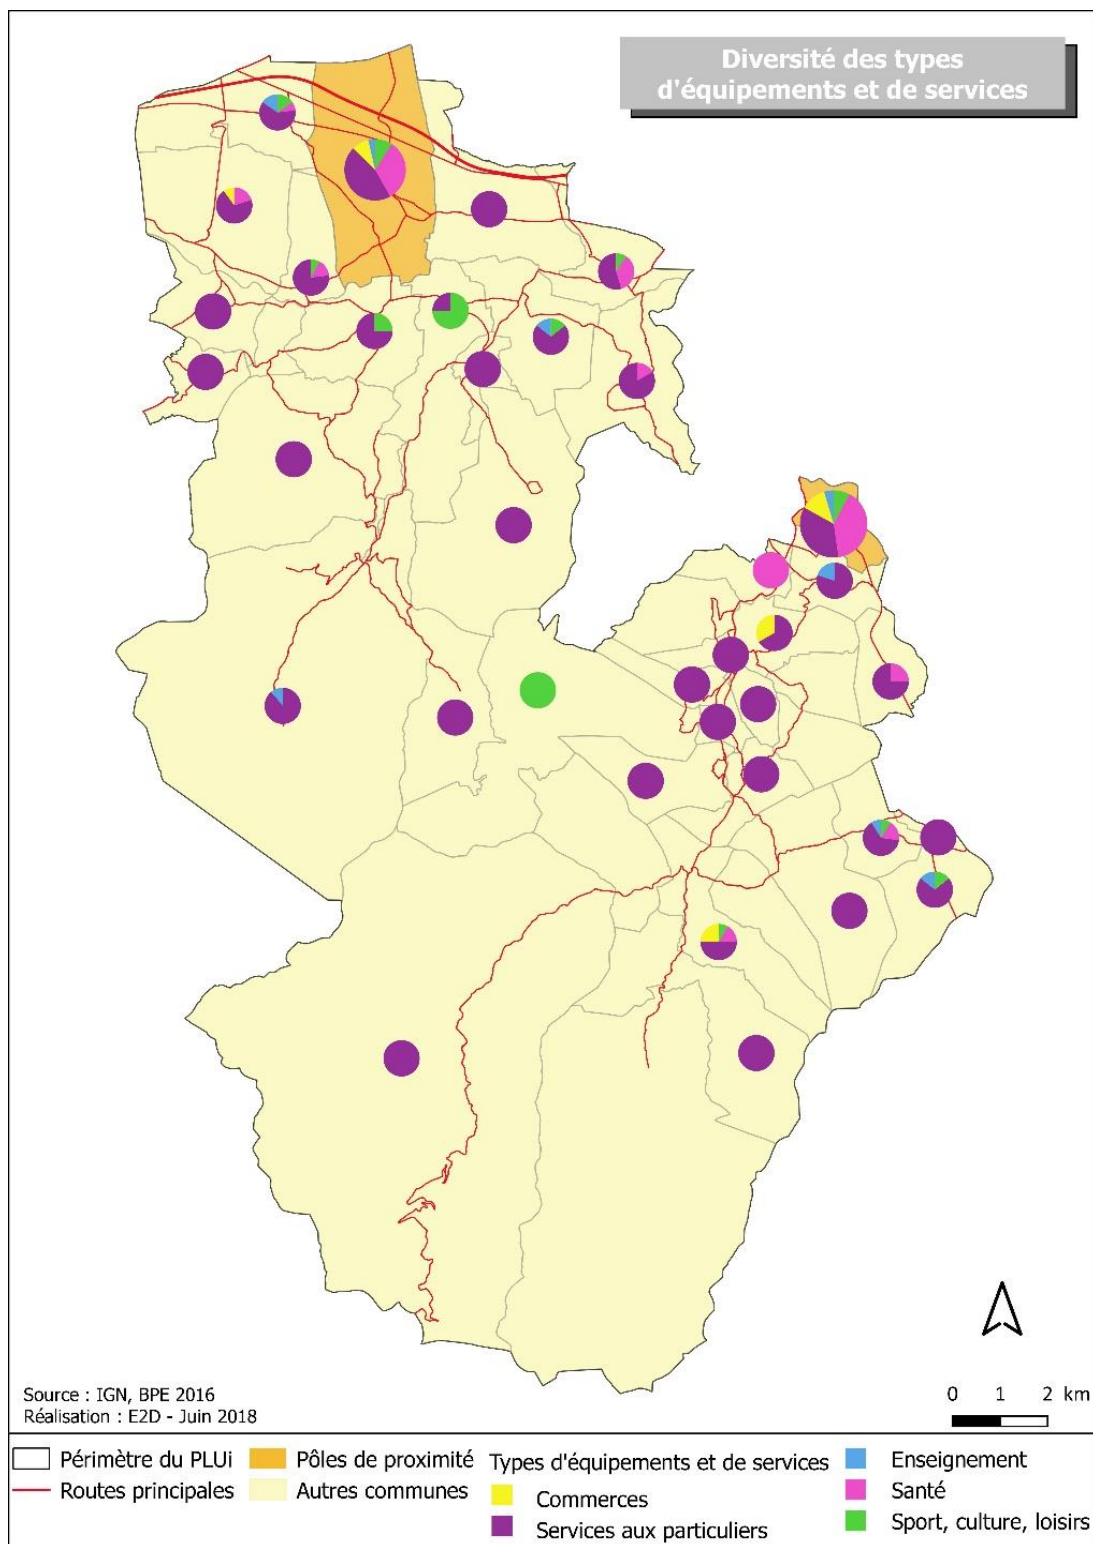 Diversité des types
d'équipements et de services
Source : IGN, BPE 2016
Réalisation : E2D - Juin 2018
0 1 2 km
Périmètre du PLUi
Routes principales
Pôles de proximité
Autres communes
Types d'équipements et de services
Commerces
Services aux particuliers
Enseignement
Santé
Sport, culture, loisirs